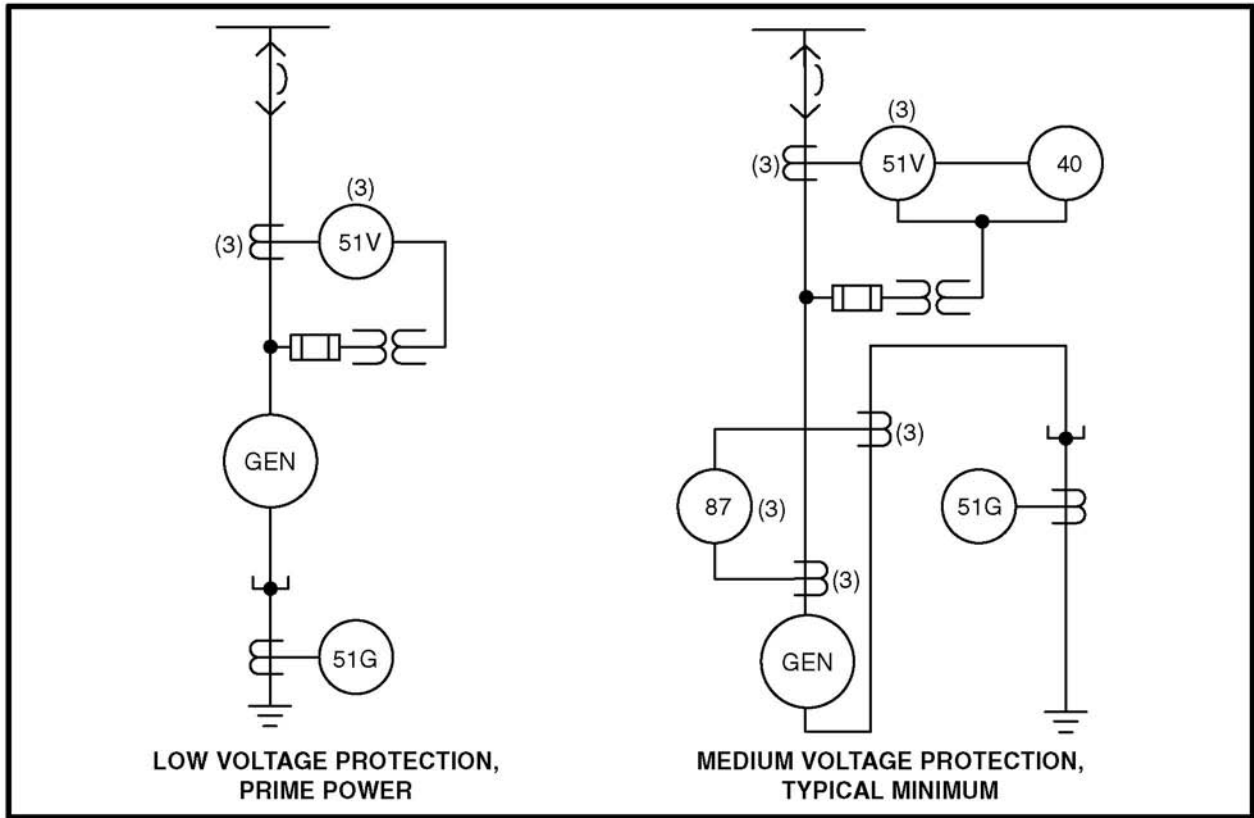 (3)
(3)
51V
GEN
51G
LOW VOLTAGE PROTECTION,
PRIME POWER
(3)
(3)
51V
40
(3)
87
(3)
51G
(3)
GEN
MEDIUM VOLTAGE PROTECTION,
TYPICAL MINIMUM